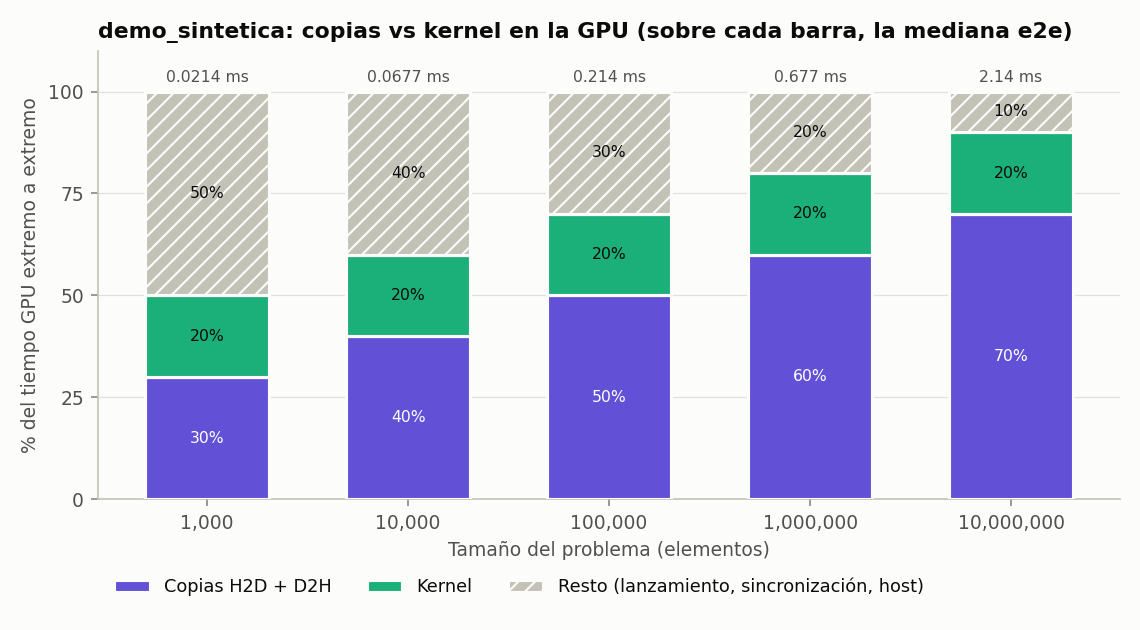 demo_sintetica: copias vs kernel en la GPU (sobre cada barra, la mediana e2e)
0.0214 ms 0.0677 ms 0.214 ms 0.677 ms 2.14 ms
% del tiempo GPU extremo a extremo
100
75
50
25
0
50% 40% 30% 20% 10%
20% 20% 20% 20% 20%
30% 40% 50% 60% 70%
1,000 10,000 100,000 1,000,000 10,000,000
Tamaño del problema (elementos)
Copias H2D + D2H Kernel Resto (lanzamiento, sincronización, host)